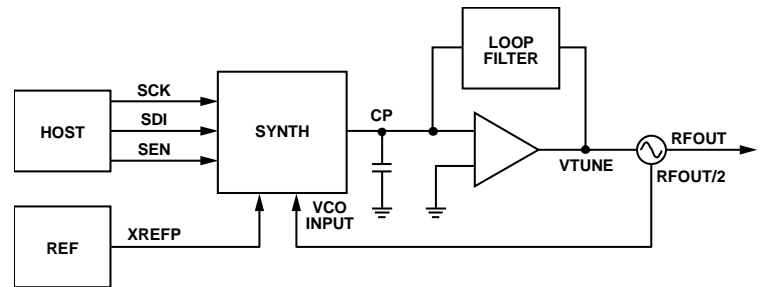 LOOP
FILTER
SCK
CP
HOST
SDI
SYNTH
RFOUT
SEN
VTUNE
RFOUT/2
VCO
INPUT
REF
XREFP